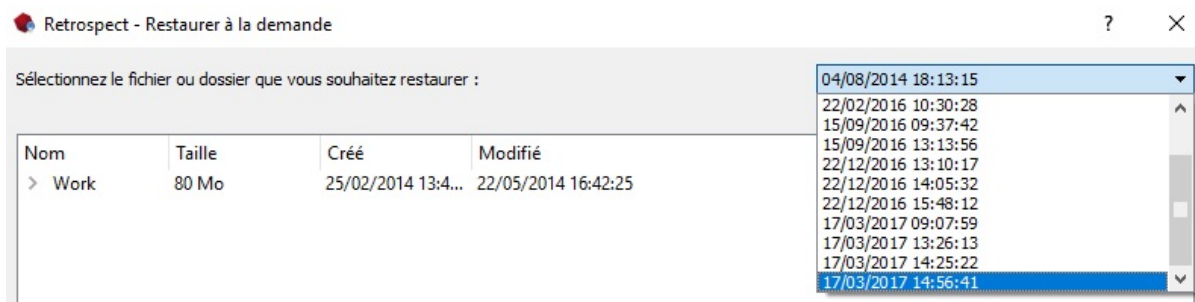 Retrospect - Restaurer à la demande ? ×
Sélectionnez le fichier ou dossier que vous souhaitez restaurer :
04/08/2014 18:13:15
22/02/2016 10:30:28
15/09/2016 09:37:42
15/09/2016 13:13:56
22/12/2016 13:10:17
22/12/2016 14:05:32
22/12/2016 15:48:12
17/03/2017 09:07:59
17/03/2017 13:26:13
17/03/2017 14:25:22
17/03/2017 14:56:41
Nom Taille Créé Modifié
Work 80 Mo 25/02/2014 13:4... 22/05/2014 16:42:25